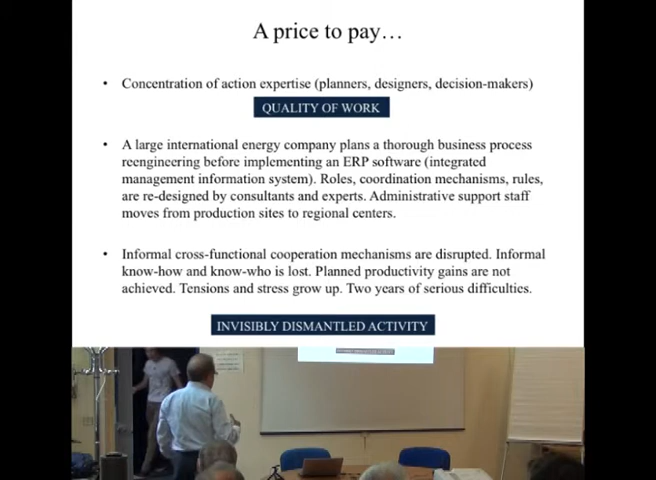 A price to pay…
• Concentration of action expertise (planners, designers, decision-makers)
QUALITY OF WORK
• A large international energy company plans a thorough business process
reengineering before implementing an ERP software (integrated
management information system). Roles, coordination mechanisms, rules,
are re-designed by consultants and experts. Administrative support staff
moves from production sites to regional centers.
• Informal cross-functional cooperation mechanisms are disrupted. Informal
know-how and know-who is lost. Planned productivity gains are not
achieved. Tensions and stress grow up. Two years of serious difficulties.
INVISIBLY DISMANTLED ACTIVITY